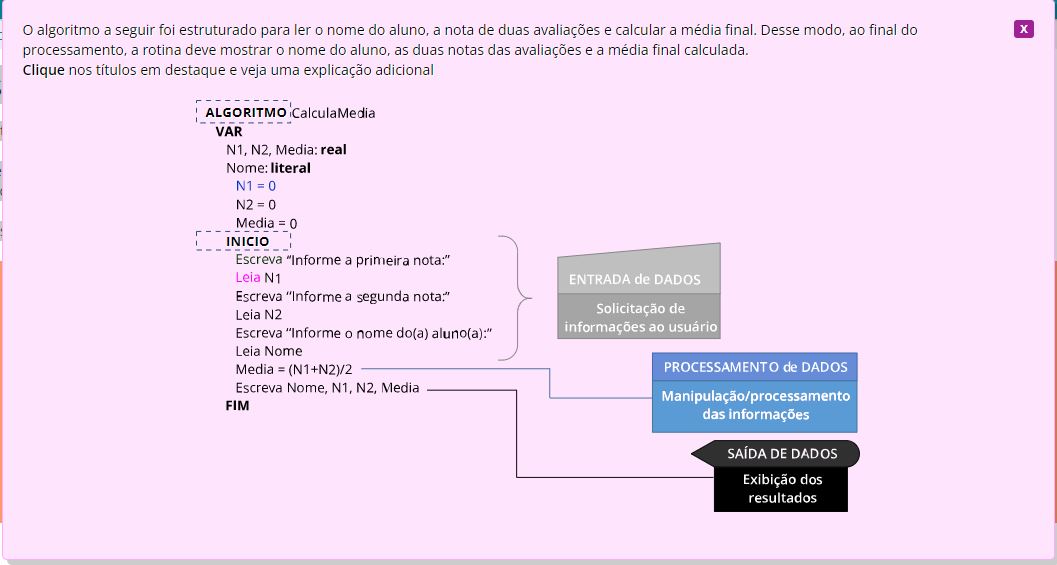 O algoritmo a seguir foi estruturado para ler o nome do aluno, a nota de duas avaliações e calcular a média final. Desse modo, ao final do
processamento, a rotina deve mostrar o nome do aluno, as duas notas das avaliações e a média final calculada.
Clique nos títulos em destaque e veja uma explicação adicional
X
ALGORITMO CalculaMedia
VAR
N1, N2, Media: real
Nome: literal
N1 = 0
N2 = 0
Media = 0
INICIO
Escreva “Informe a primeira nota:”
Leia N1
Escreva “Informe a segunda nota:”
Leia N2
Escreva “Informe o nome do(a) aluno(a):”
Leia Nome
Media = (N1+N2)/2
Escreva Nome, N1, N2, Media
FIM
ENTRADA de DADOS
Solicitação de
informações ao usuário
PROCESSAMENTO de DADOS
Manipulação/processamento
das informações
SAÍDA DE DADOS
Exibição dos
resultados